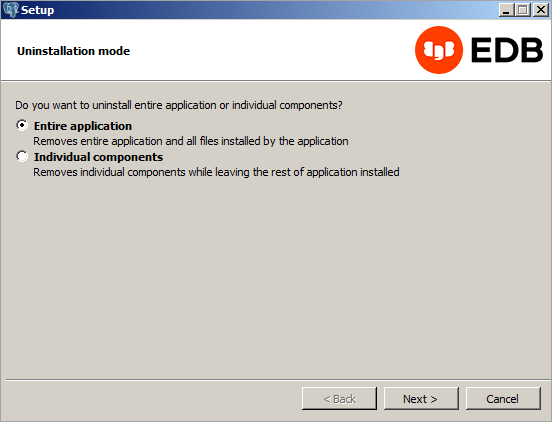 Setup
Uninstallation mode
EDB
Do you want to uninstall entire application or individual components?
Entire application
Removes entire application and all files installed by the application
Individual components
Removes individual components while leaving the rest of application installed
< Back
Next >
Cancel